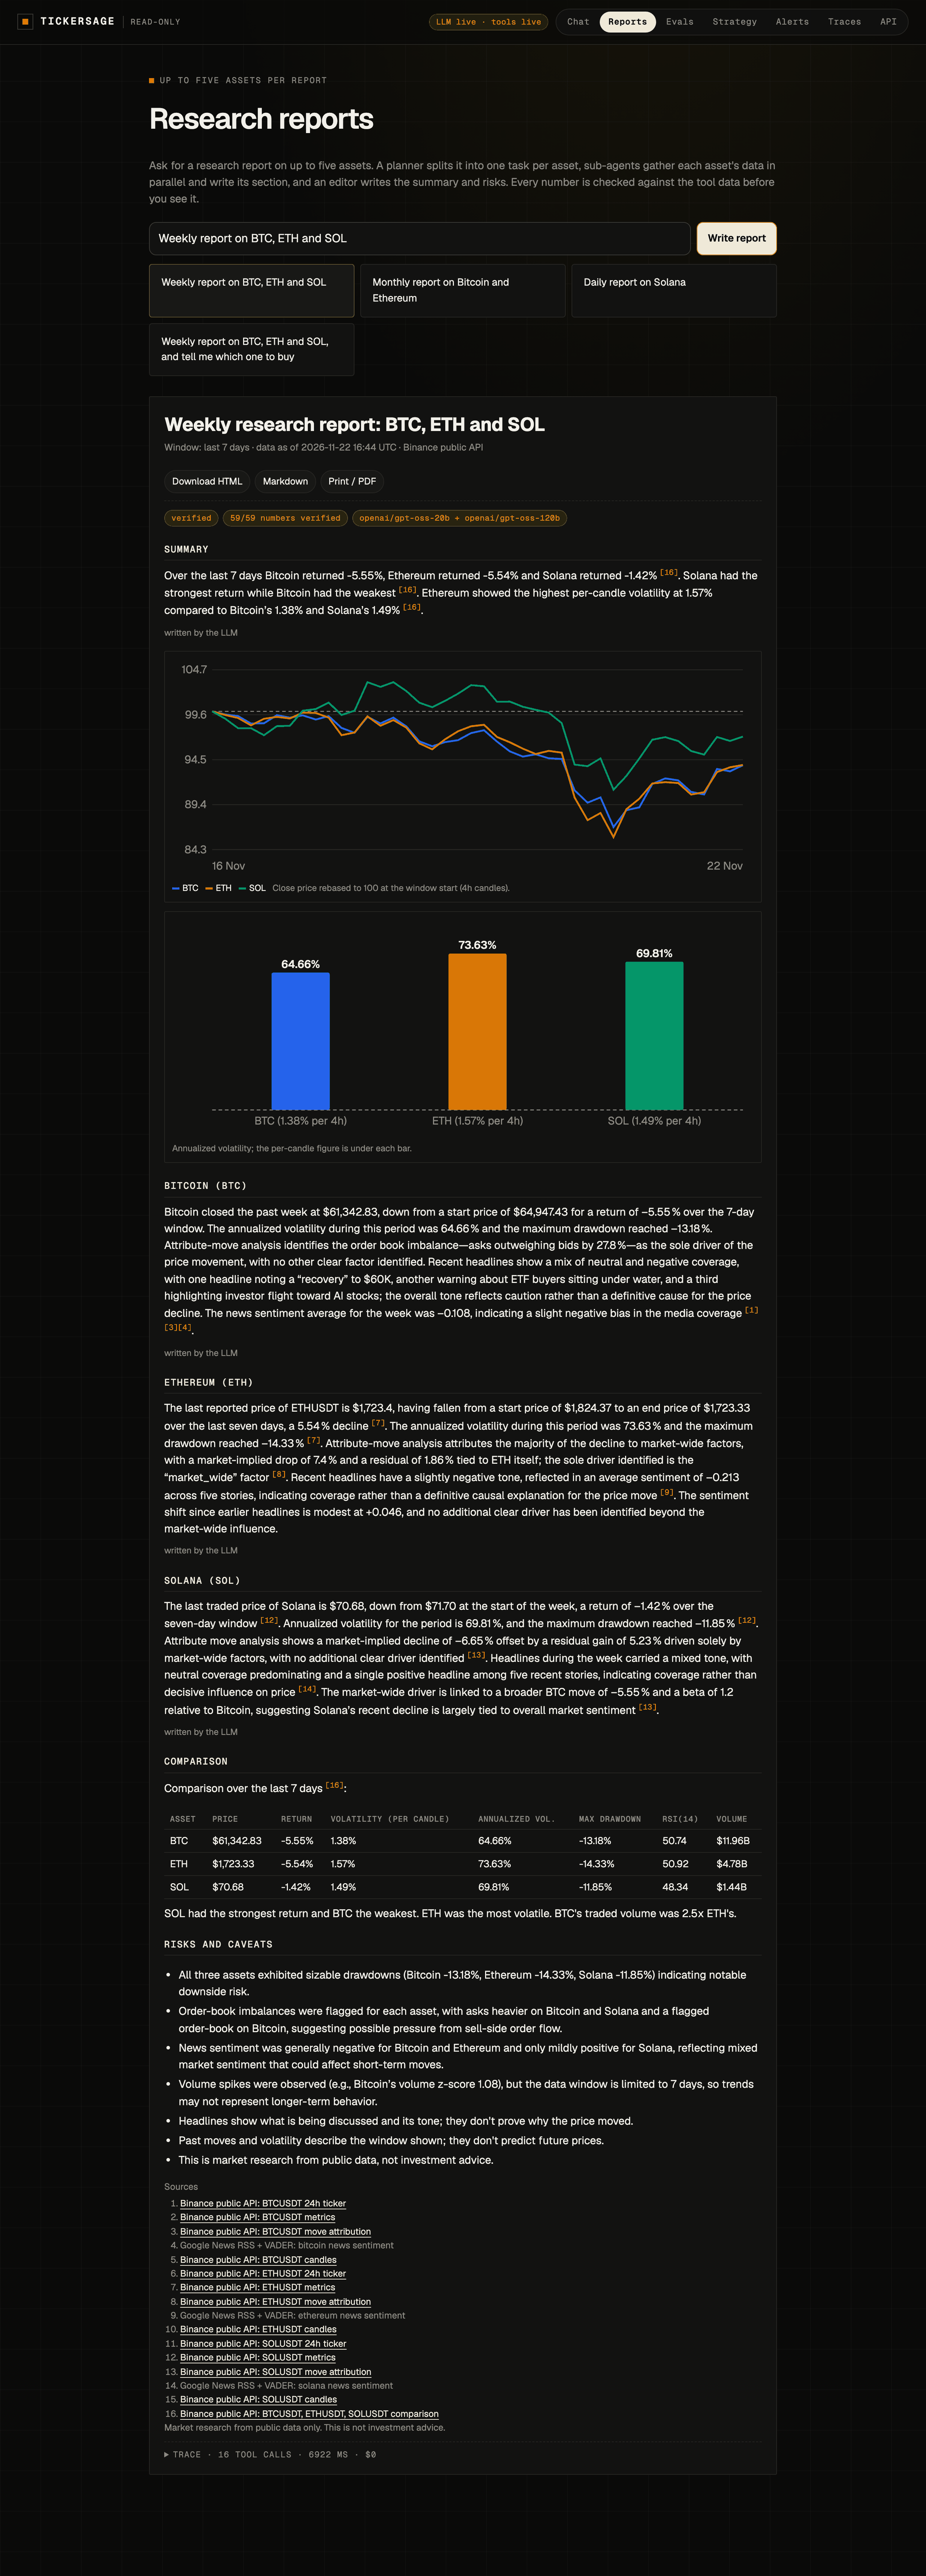 TICKERSAGE
READ-ONLY
LLM live · tools live
Chat
Reports
Evals
Strategy
Alerts
Traces
API
UP TO FIVE ASSETS PER REPORT
Research reports
Ask for a research report on up to five assets. A planner splits it into one task per asset, sub-agents gather each asset's data in
parallel and write its section, and an editor writes the summary and risks. Every number is checked against the tool data before
you see it.
Weekly report on BTC, ETH and SOL
Write report
Weekly report on BTC, ETH and SOL
Monthly report on Bitcoin and
Ethereum
Daily report on Solana
Weekly report on BTC, ETH and SOL,
and tell me which one to buy
Weekly research report: BTC, ETH and SOL
Window: last 7 days · data as of 2026-11-22 16:44 UTC · Binance public API
Download HTML
Markdown
Print / PDF
verified
59/59 numbers verified
openai/gpt-oss-20b + openai/gpt-oss-120b
SUMMARY
Over the last 7 days Bitcoin returned -5.55%, Ethereum returned -5.54% and Solana returned -1.42% [16]. Solana had the
strongest return while Bitcoin had the weakest [16]. Ethereum showed the highest per-candle volatility at 1.57%
compared to Bitcoin's 1.38% and Solana's 1.49% [16].
written by the LLM
104.7
99.6
94.5
89.4
84.3
16 Nov
22 Nov
BTC ETH SOL Close price rebased to 100 at the window start (4h candles).
64.66%
73.63%
69.81%
BTC (1.38% per 4h)
ETH (1.57% per 4h)
SOL (1.49% per 4h)
Annualized volatility; the per-candle figure is under each bar.
BITCOIN (BTC)
Bitcoin closed the past week at $61,342.83, down from a start price of $64,947.43 for a return of −5.55 % over the 7-day
window. The annualized volatility during this period was 64.66 % and the maximum drawdown reached −13.18 %.
Attribute-move analysis identifies the order book imbalance—asks outweighing bids by 27.8 %—as the sole driver of the
price movement, with no other clear factor identified. Recent headlines show a mix of neutral and negative coverage,
with one headline noting a “recovery” to $60K, another warning about ETF buyers sitting under water, and a third
highlighting investor flight toward AI stocks; the overall tone reflects caution rather than a definitive cause for the price
decline. The news sentiment average for the week was −0.108, indicating a slight negative bias in the media coverage [1]
[3][4].
written by the LLM
ETHEREUM (ETH)
The last reported price of ETHUSDT is $1,723.4, having fallen from a start price of $1,824.37 to an end price of $1,723.33
over the last seven days, a 5.54 % decline [7]. The annualized volatility during this period was 73.63 % and the maximum
drawdown reached −14.33 % [7]. Attribute-move analysis attributes the majority of the decline to market-wide factors,
with a market-implied drop of 7.4 % and a residual of 1.86 % tied to ETH itself; the sole driver identified is the
“market_wide” factor [8]. Recent headlines have a slightly negative tone, reflected in an average sentiment of −0.213
across five stories, indicating coverage rather than a definitive causal explanation for the price move [9]. The sentiment
shift since earlier headlines is modest at +0.046, and no additional clear driver has been identified beyond the
market-wide influence.
written by the LLM
SOLANA (SOL)
The last traded price of Solana is $70.68, down from $71.70 at the start of the week, a return of −1.42 % over the
seven-day window [12]. Annualized volatility for the period is 69.81 %, and the maximum drawdown reached −11.85 % [12].
Attribute move analysis shows a market-implied decline of −6.65 % offset by a residual gain of 5.23 % driven solely by
market-wide factors, with no additional clear driver identified [13]. Headlines during the week carried a mixed tone, with
neutral coverage predominating and a single positive headline among five recent stories, indicating coverage rather than
decisive influence on price [14]. The market-wide driver is linked to a broader BTC move of −5.55 % and a beta of 1.2
relative to Bitcoin, suggesting Solana's recent decline is largely tied to overall market sentiment [13].
written by the LLM
COMPARISON
Comparison over the last 7 days [16]:
ASSET PRICE RETURN VOLATILITY (PER CANDLE) ANNUALIZED VOL. MAX DRAWDOWN RSI(14) VOLUME
BTC $61,342.83 -5.55% 1.38% 64.66% -13.18% 50.74 $11.96B
ETH $1,723.33 -5.54% 1.57% 73.63% -14.33% 50.92 $4.78B
SOL $70.68 -1.42% 1.49% 69.81% -11.85% 48.34 $1.44B
SOL had the strongest return and BTC the weakest. ETH was the most volatile. BTC's traded volume was 2.5x ETH's.
RISKS AND CAVEATS
• All three assets exhibited sizable drawdowns (Bitcoin -13.18%, Ethereum -14.33%, Solana -11.85%) indicating notable
downside risk.
• Order-book imbalances were flagged for each asset, with asks heavier on Bitcoin and Solana and a flagged
order-book on Bitcoin, suggesting possible pressure from sell-side order flow.
• News sentiment was generally negative for Bitcoin and Ethereum and only mildly positive for Solana, reflecting mixed
market sentiment that could affect short-term moves.
• Volume spikes were observed (e.g., Bitcoin's volume z-score 1.08), but the data window is limited to 7 days, so trends
may not represent longer-term behavior.
• Headlines show what is being discussed and its tone; they don't prove why the price moved.
• Past moves and volatility describe the window shown; they don't predict future prices.
• This is market research from public data, not investment advice.
Sources
1. Binance public API: BTCUSDT 24h ticker
2. Binance public API: BTCUSDT metrics
3. Binance public API: BTCUSDT move attribution
4. Google News RSS + VADER: bitcoin news sentiment
5. Binance public API: BTCUSDT candles
6. Binance public API: ETHUSDT 24h ticker
7. Binance public API: ETHUSDT metrics
8. Binance public API: ETHUSDT move attribution
9. Google News RSS + VADER: ethereum news sentiment
10. Binance public API: ETHUSDT candles
11. Binance public API: SOLUSDT 24h ticker
12. Binance public API: SOLUSDT metrics
13. Binance public API: SOLUSDT move attribution
14. Google News RSS + VADER: solana news sentiment
15. Binance public API: SOLUSDT candles
16. Binance public API: BTCUSDT, ETHUSDT, SOLUSDT comparison
Market research from public data only. This is not investment advice.
TRACE · 16 TOOL CALLS · 6922 MS · $0